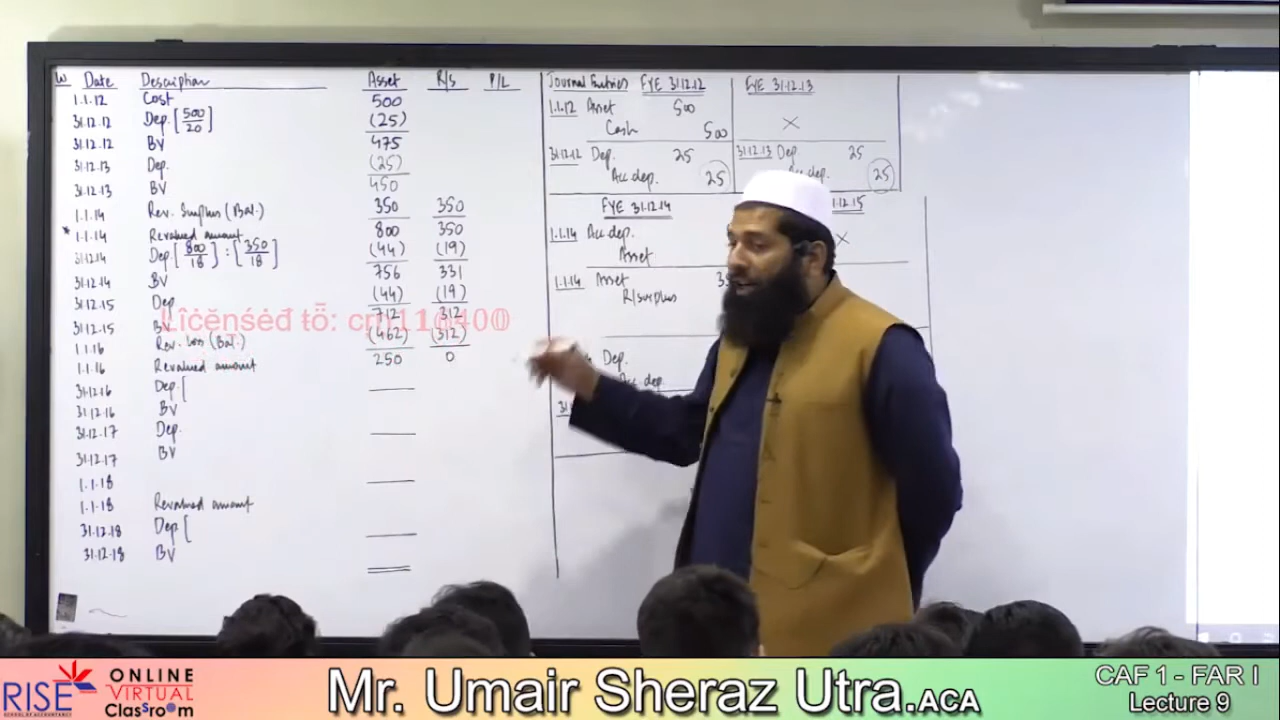 W Date Description Asset R/s P/L
1.1.12 Cost 500
31.12.12 Dep. [500/20] (25)
31.12.12 BV 475
31.12.13 Dep. (25)
31.12.13 BV 450
1.1.14 Rev. Surplus (Bal.) 350 350
* 1.1.14 Revalued amount 800 350
31.12.14 Dep [800/18] : [350/18] (44) (19)
31.12.14 BV 756 331
31.12.15 Dep (44) (19)
31.12.15 BV 712 312
1.1.16 Rev. Loss (Bal.) (462) (312)
1.1.16 Revalued amount 250 0
31.12.16 Dep. [
31.12.16 BV
31.12.17 Dep.
31.12.17 BV
1.1.18
1.1.18 Revalued amount
31.12.18 Dep [
31.12.18 BV
Journal Entries FYE 31.12.12
1.1.12 Asset 500
Cash 500
31.12.12 Dep. 25
Acc dep. 25
FYE 31.12.13
X
31.12.13 Dep 25
Acc dep. 25
FYE 31.12.14
1.1.14 Acc dep.
Asset
1.1.14 Asset
R/surplus
Dep.
Acc dep.
12.15
X
Lîċëņṡėḋ ẗȪ: cm110400
RISE
SCHOOL OF ACCOUNTANCY
ONLINE
VIRTUAL
Classroom
Mr. Umair Sheraz Utra.ACA
CAF 1 - FAR I
Lecture 9